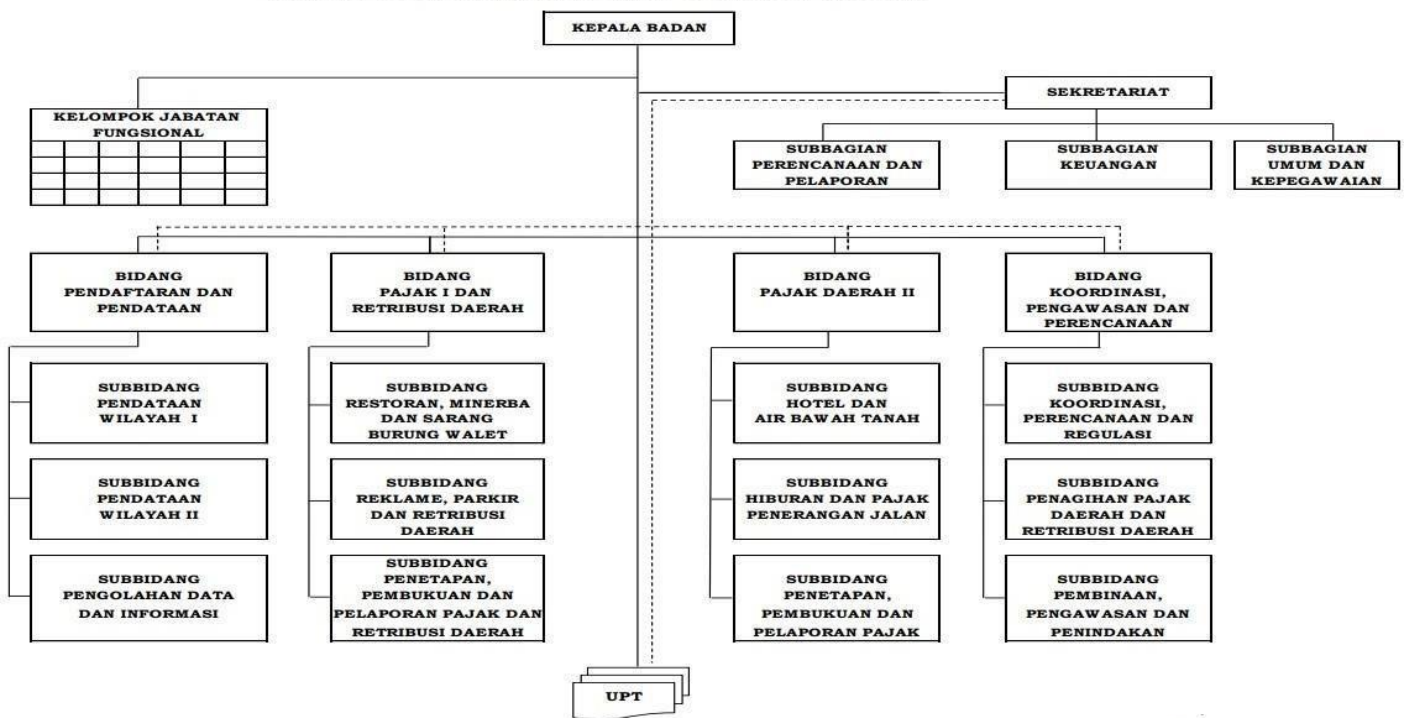 KEPALA BADAN
SEKRETARIAT
KELOMPOK JABATAN
FUNGSIONAL
SUBBAGIAN
PERENCANAAN DAN
PELAPORAN
SUBBAGIAN
KEUANGAN
SUBBAGIAN
UMUM DAN
KEPEGAWAIAN
BIDANG
PENDAFTARAN DAN
PENDATAAN
BIDANG
PAJAK I DAN
RETRIBUSI DAERAH
BIDANG
PAJAK DAERAH II
BIDANG
KOORDINASI,
PENGAWASAN DAN
PERENCANAAN
SUBBIDANG
PENDATAAN
WILAYAH I
SUBBIDANG
RESTORAN, MINERBA
DAN SARANG
BURUNG WALET
SUBBIDANG
HOTEL DAN
AIR BAWAH TANAH
SUBBIDANG
KOORDINASI,
PERENCANAAN DAN
REGULASI
SUBBIDANG
PENDATAAN
WILAYAH II
SUBBIDANG
REKLAME, PARKIR
DAN RETRIBUSI
DAERAH
SUBBIDANG
HIBURAN DAN PAJAK
PENERANGAN JALAN
SUBBIDANG
PENAGIHAN PAJAK
DAERAH DAN
RETRIBUSI DAERAH
SUBBIDANG
PENGOLAHAN DATA
DAN INFORMASI
SUBBIDANG
PENETAPAN,
PEMBUKUAN DAN
PELAPORAN PAJAK DAN
RETRIBUSI DAERAH
SUBBIDANG
PENETAPAN,
PEMBUKUAN DAN
PELAPORAN PAJAK
SUBBIDANG
PEMBINAAN,
PENGAWASAN DAN
PENINDAKAN
UPT